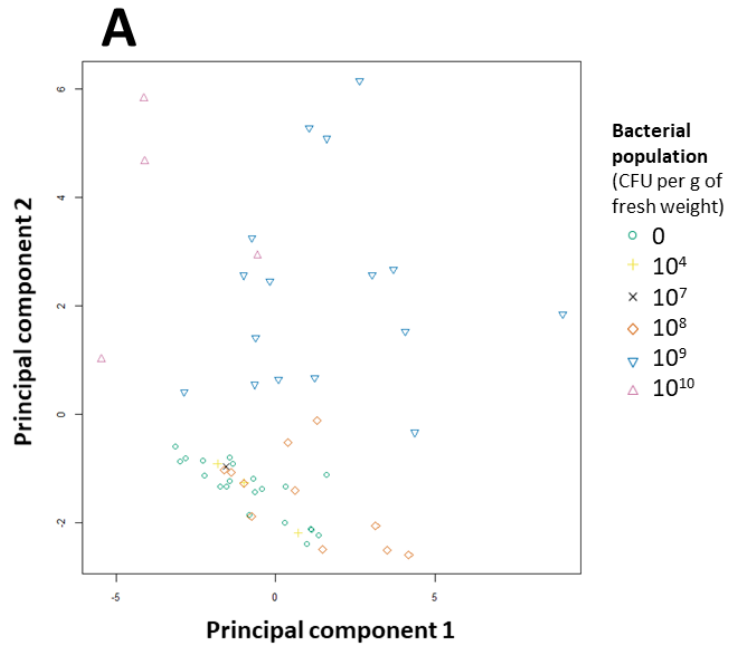 A
6
4
2
0
-2
-5
0
5
Principal component 2
Principal component 1
Bacterial
population
(CFU per g of
fresh weight)
0
10⁴
10⁷
10⁸
10⁹
10¹⁰